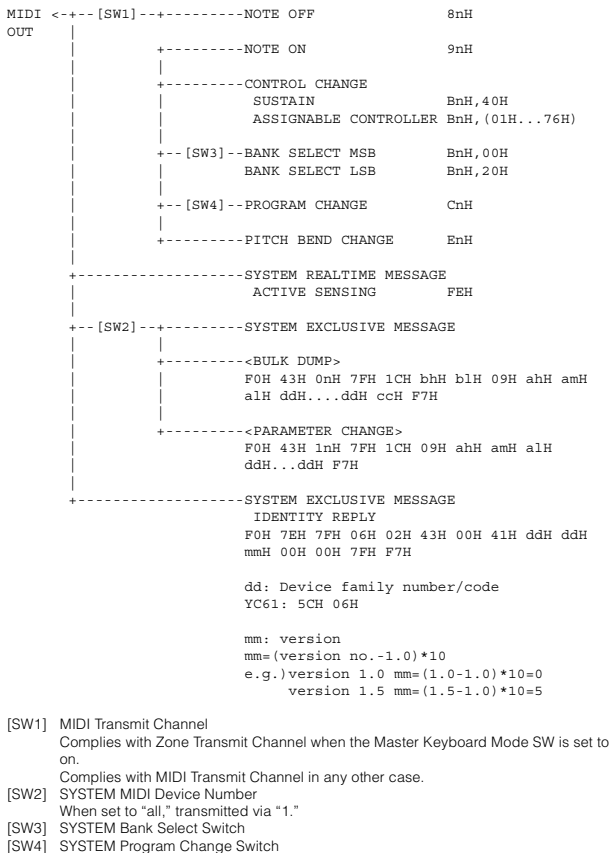 MIDI <-+--[SW1]--+---------NOTE OFF 8nH
OUT |
| +---------NOTE ON 9nH
| |
| +---------CONTROL CHANGE
| | SUSTAIN BnH,40H
| | ASSIGNABLE CONTROLLER BnH,(01H...76H)
| |
| +--[SW3]--BANK SELECT MSB BnH,00H
| | BANK SELECT LSB BnH,20H
| |
| +--[SW4]--PROGRAM CHANGE CnH
| |
| +---------PITCH BEND CHANGE EnH
|
+-------------------SYSTEM REALTIME MESSAGE
| ACTIVE SENSING FEH
|
+--[SW2]--+---------SYSTEM EXCLUSIVE MESSAGE
| |
| +---------<BULK DUMP>
| | F0H 43H 0nH 7FH 1CH bhH blH 09H ahH amH
| | alH ddH....ddH ccH F7H
| |
| +---------<PARAMETER CHANGE>
| F0H 43H 1nH 7FH 1CH 09H ahH amH alH
| ddH...ddH F7H
|
+-------------------SYSTEM EXCLUSIVE MESSAGE
IDENTITY REPLY
F0H 7EH 7FH 06H 02H 43H 00H 41H ddH ddH
mmH 00H 00H 7FH F7H
dd: Device family number/code
YC61: 5CH 06H
mm: version
mm=(version no.-1.0)*10
e.g.)version 1.0 mm=(1.0-1.0)*10=0
version 1.5 mm=(1.5-1.0)*10=5
[SW1] MIDI Transmit Channel
Complies with Zone Transmit Channel when the Master Keyboard Mode SW is set to
on.
Complies with MIDI Transmit Channel in any other case.
[SW2] SYSTEM MIDI Device Number
When set to “all,” transmitted via “1.”
[SW3] SYSTEM Bank Select Switch
[SW4] SYSTEM Program Change Switch